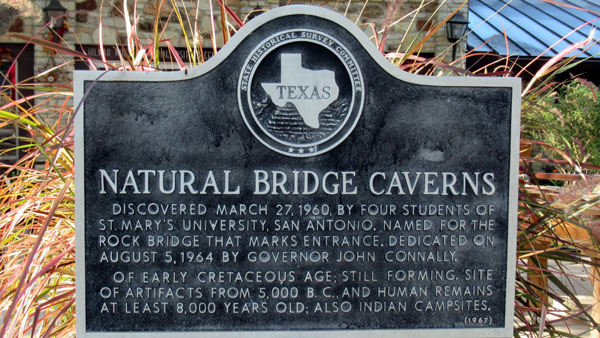 STATE HISTORICAL SURVEY COMMITTEE
TEXAS
NATURAL BRIDGE CAVERNS
DISCOVERED MARCH 27, 1960, BY FOUR STUDENTS OF
ST. MARY'S UNIVERSITY, SAN ANTONIO. NAMED FOR THE
ROCK BRIDGE THAT MARKS ENTRANCE. DEDICATED ON
AUGUST 5, 1964 BY GOVERNOR JOHN CONNALLY.
OF EARLY CRETACEOUS AGE; STILL FORMING. SITE
OF ARTIFACTS FROM 5,000 B.C., AND HUMAN REMAINS
AT LEAST 8,000 YEARS OLD; ALSO INDIAN CAMPSITES.
(1967)